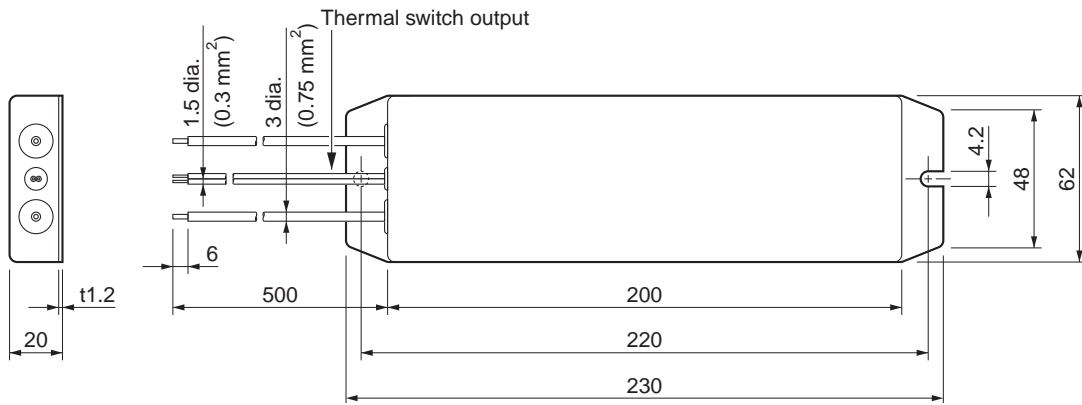 Thermal switch output
1.5 dia.
(0.3 mm²)
3 dia.
(0.75 mm²)
4.2
48
62
6
t1.2
500
200
20
220
230